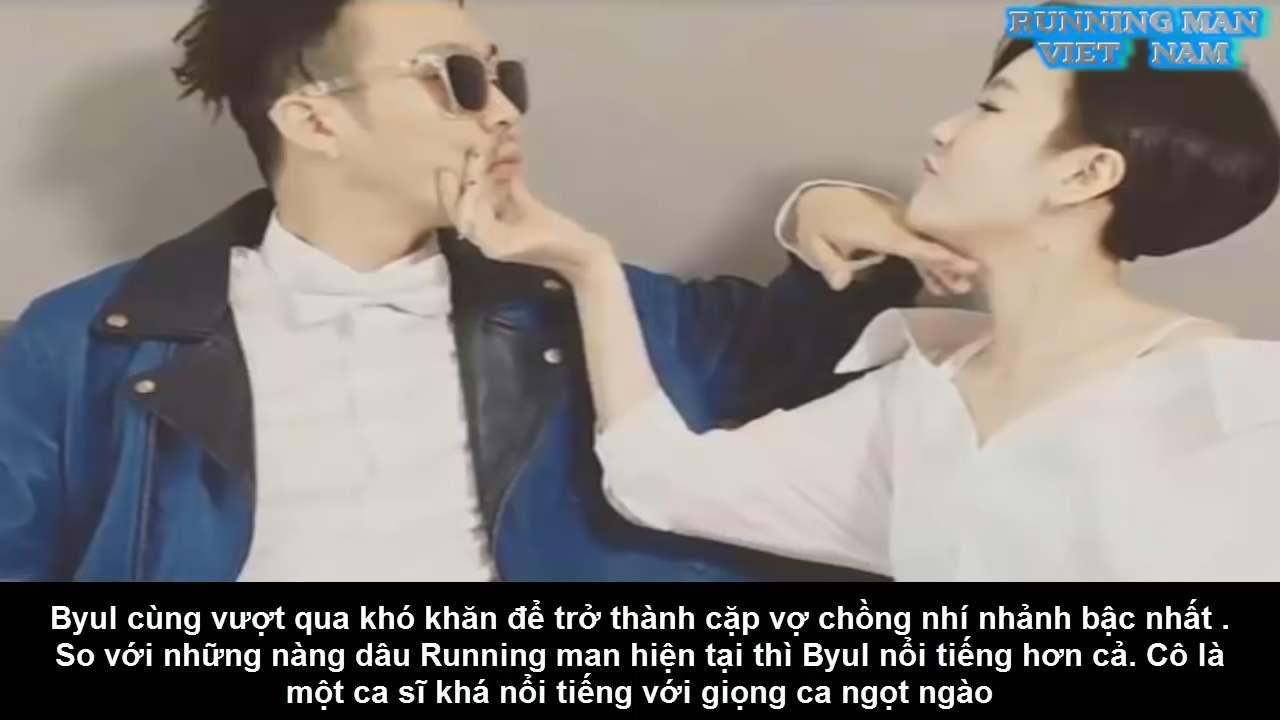 RUNNING MAN
VIET NAM
Byul cùng vượt qua khó khăn để trở thành cặp vợ chồng nhí nhảnh bậc nhất .
So với những nàng dâu Running man hiện tại thì Byul nổi tiếng hơn cả. Cô là
một ca sĩ khá nổi tiếng với giọng ca ngọt ngào